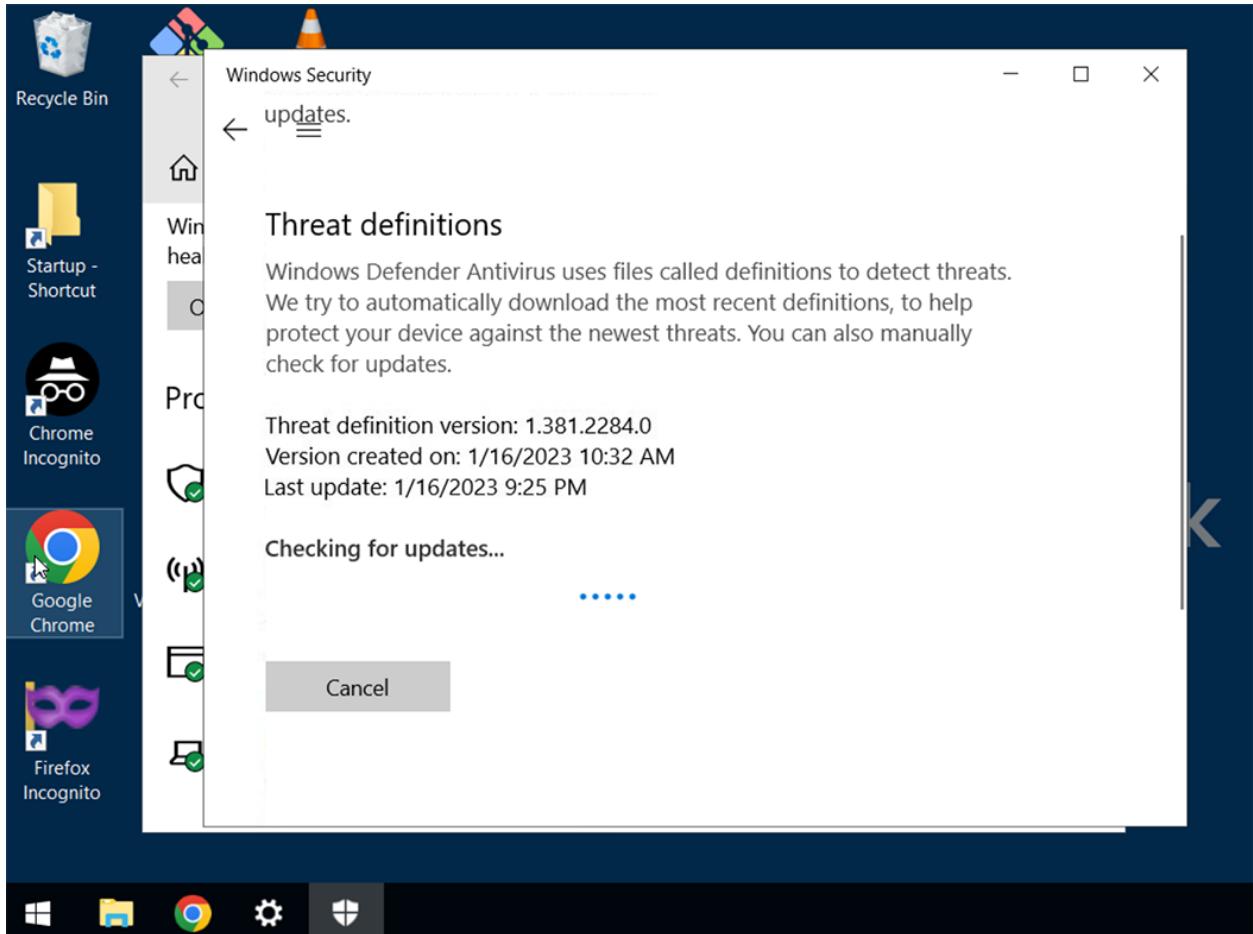 Recycle Bin
Startup -
Shortcut
Chrome
Incognito
Google
Chrome
Firefox
Incognito
Win
hea
O
Pro
V
Windows Security
updates.
Threat definitions
Windows Defender Antivirus uses files called definitions to detect threats.
We try to automatically download the most recent definitions, to help
protect your device against the newest threats. You can also manually
check for updates.
Threat definition version: 1.381.2284.0
Version created on: 1/16/2023 10:32 AM
Last update: 1/16/2023 9:25 PM
Checking for updates...
Cancel
k